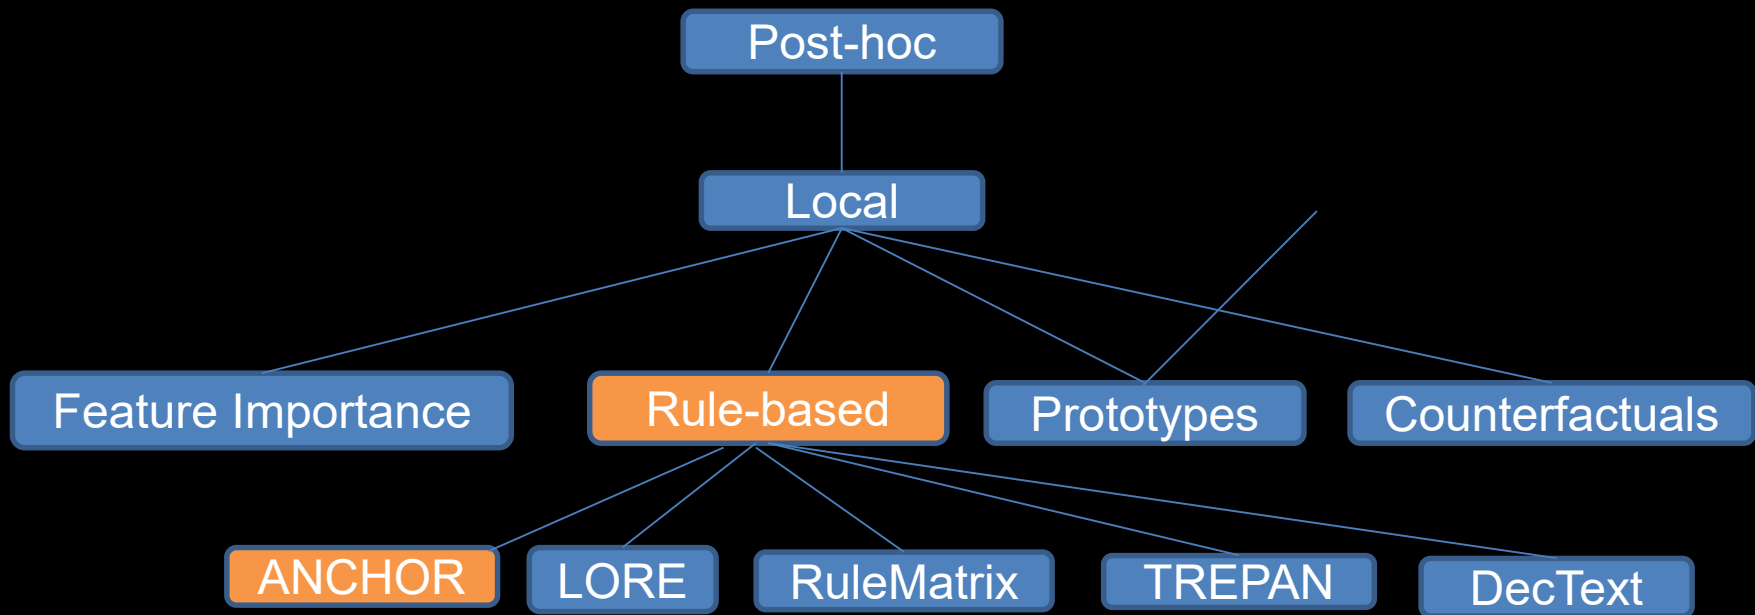 Post-hoc
Local
Feature Importance
Rule-based
Prototypes
Counterfactuals
ANCHOR
LORE
RuleMatrix
TREPAN
DecText